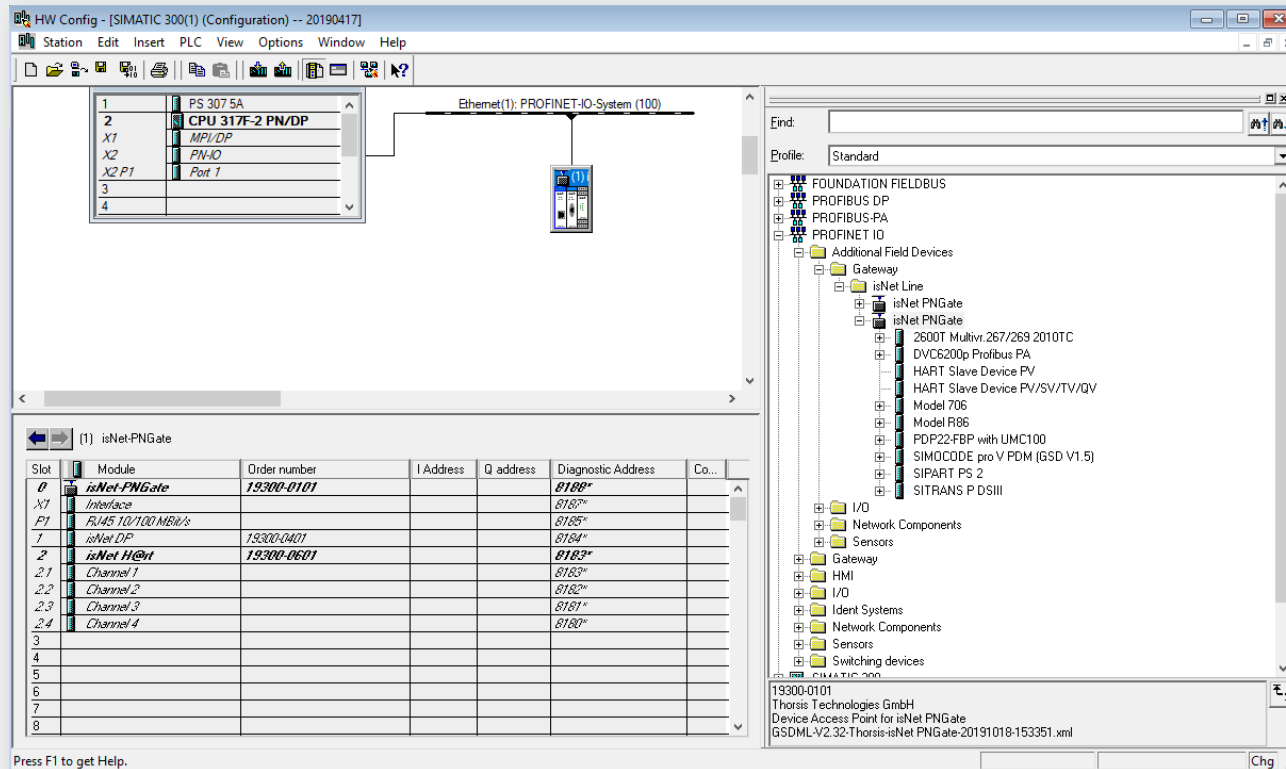 HW Config - [SIMATIC 300(1) (Configuration) -- 20190417]
Station Edit Insert PLC View Options Window Help
1 PS 307 5A
2 CPU 317F-2 PN/DP
X1 MPI/DP
X2 PN-IO
X2 P1 Port 1
3
4
Ethernet(1): PROFINET-IO-System (100)
(1)
(1) isNet-PNGate
Slot Module Order number I Address Q address Diagnostic Address Co...
0 isNet-PNGate 19300-0101 8188*
X1 Interface 8187*
P1 RJ45 10/100 MBit/s 8185*
1 isNet DP 19300-0401 8184*
2 isNet H@rt 19300-0601 8183*
2.1 Channel 1 8183*
2.2 Channel 2 8182*
2.3 Channel 3 8181*
2.4 Channel 4 8180*
3
4
5
6
7
8
Find:
Profile: Standard
FOUNDATION FIELDBUS
PROFIBUS DP
PROFIBUS-PA
PROFINET IO
Additional Field Devices
Gateway
isNet Line
isNet PNGate
isNet PNGate
2600T Multivr.267/269 2010TC
DVC6200p Profibus PA
HART Slave Device PV
HART Slave Device PV/SV/TV/QV
Model 706
Model R86
PDP22-FBP with UMC100
SIMOCODE pro V PDM (GSD V1.5)
SIPART PS 2
SITRANS P DSIII
I/O
Network Components
Sensors
Gateway
HMI
I/O
Ident Systems
Network Components
Sensors
Switching devices
SIMATIC 300
19300-0101
Thorsis Technologies GmbH
Device Access Point for isNet PNGate
GSDML-V2.32-Thorsis-isNet PNGate-20191018-153351.xml
Press F1 to get Help.
Chg